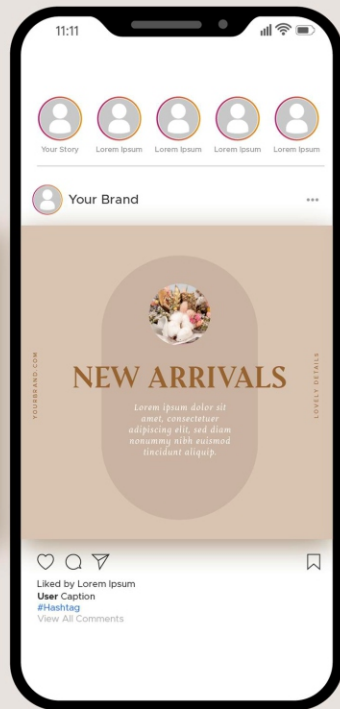 11:11
Your Story
Lorem Ipsum
Lorem Ipsum
Lorem Ipsum
Lorem Ipsum
Your Brand
YOURBRAND.COM
NEW ARRIVALS
Lorem ipsum dolor sit
amet, consectetuer
adipiscing elit, sed diam
nonummy nibh euismod
tincidunt aliquip.
LOVELY DETAILS
Liked by Lorem Ipsum
User Caption
#Hashtag
View All Comments